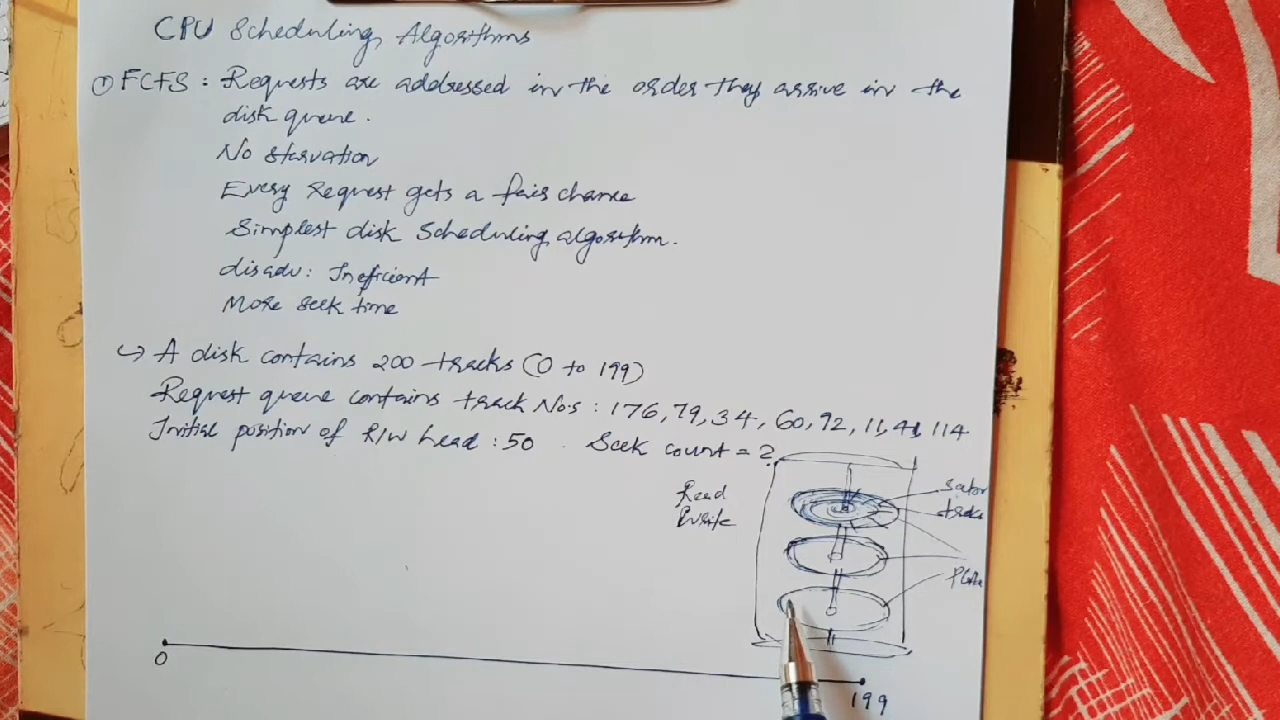 CPU Scheduling Algorithms
① FCFS : Requests are addressed in the order they arrive in the
disk queue.
No starvation
Every request gets a fair chance
Simplest disk scheduling algorithm.
disadv: Inefficient
More seek time
↪ A disk contains 200 tracks (0 to 199)
Request queue contains track No.s : 176, 79, 34, 60, 92, 11, 41, 114
Initial position of R/W head : 50 . Seek count = ?
Read
Write
track
0
199